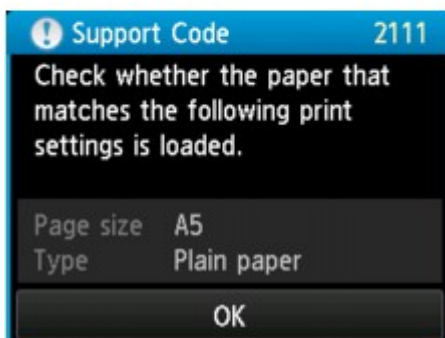 Support Code 2111
Check whether the paper that
matches the following print
settings is loaded.
Page size A5
Type Plain paper
OK